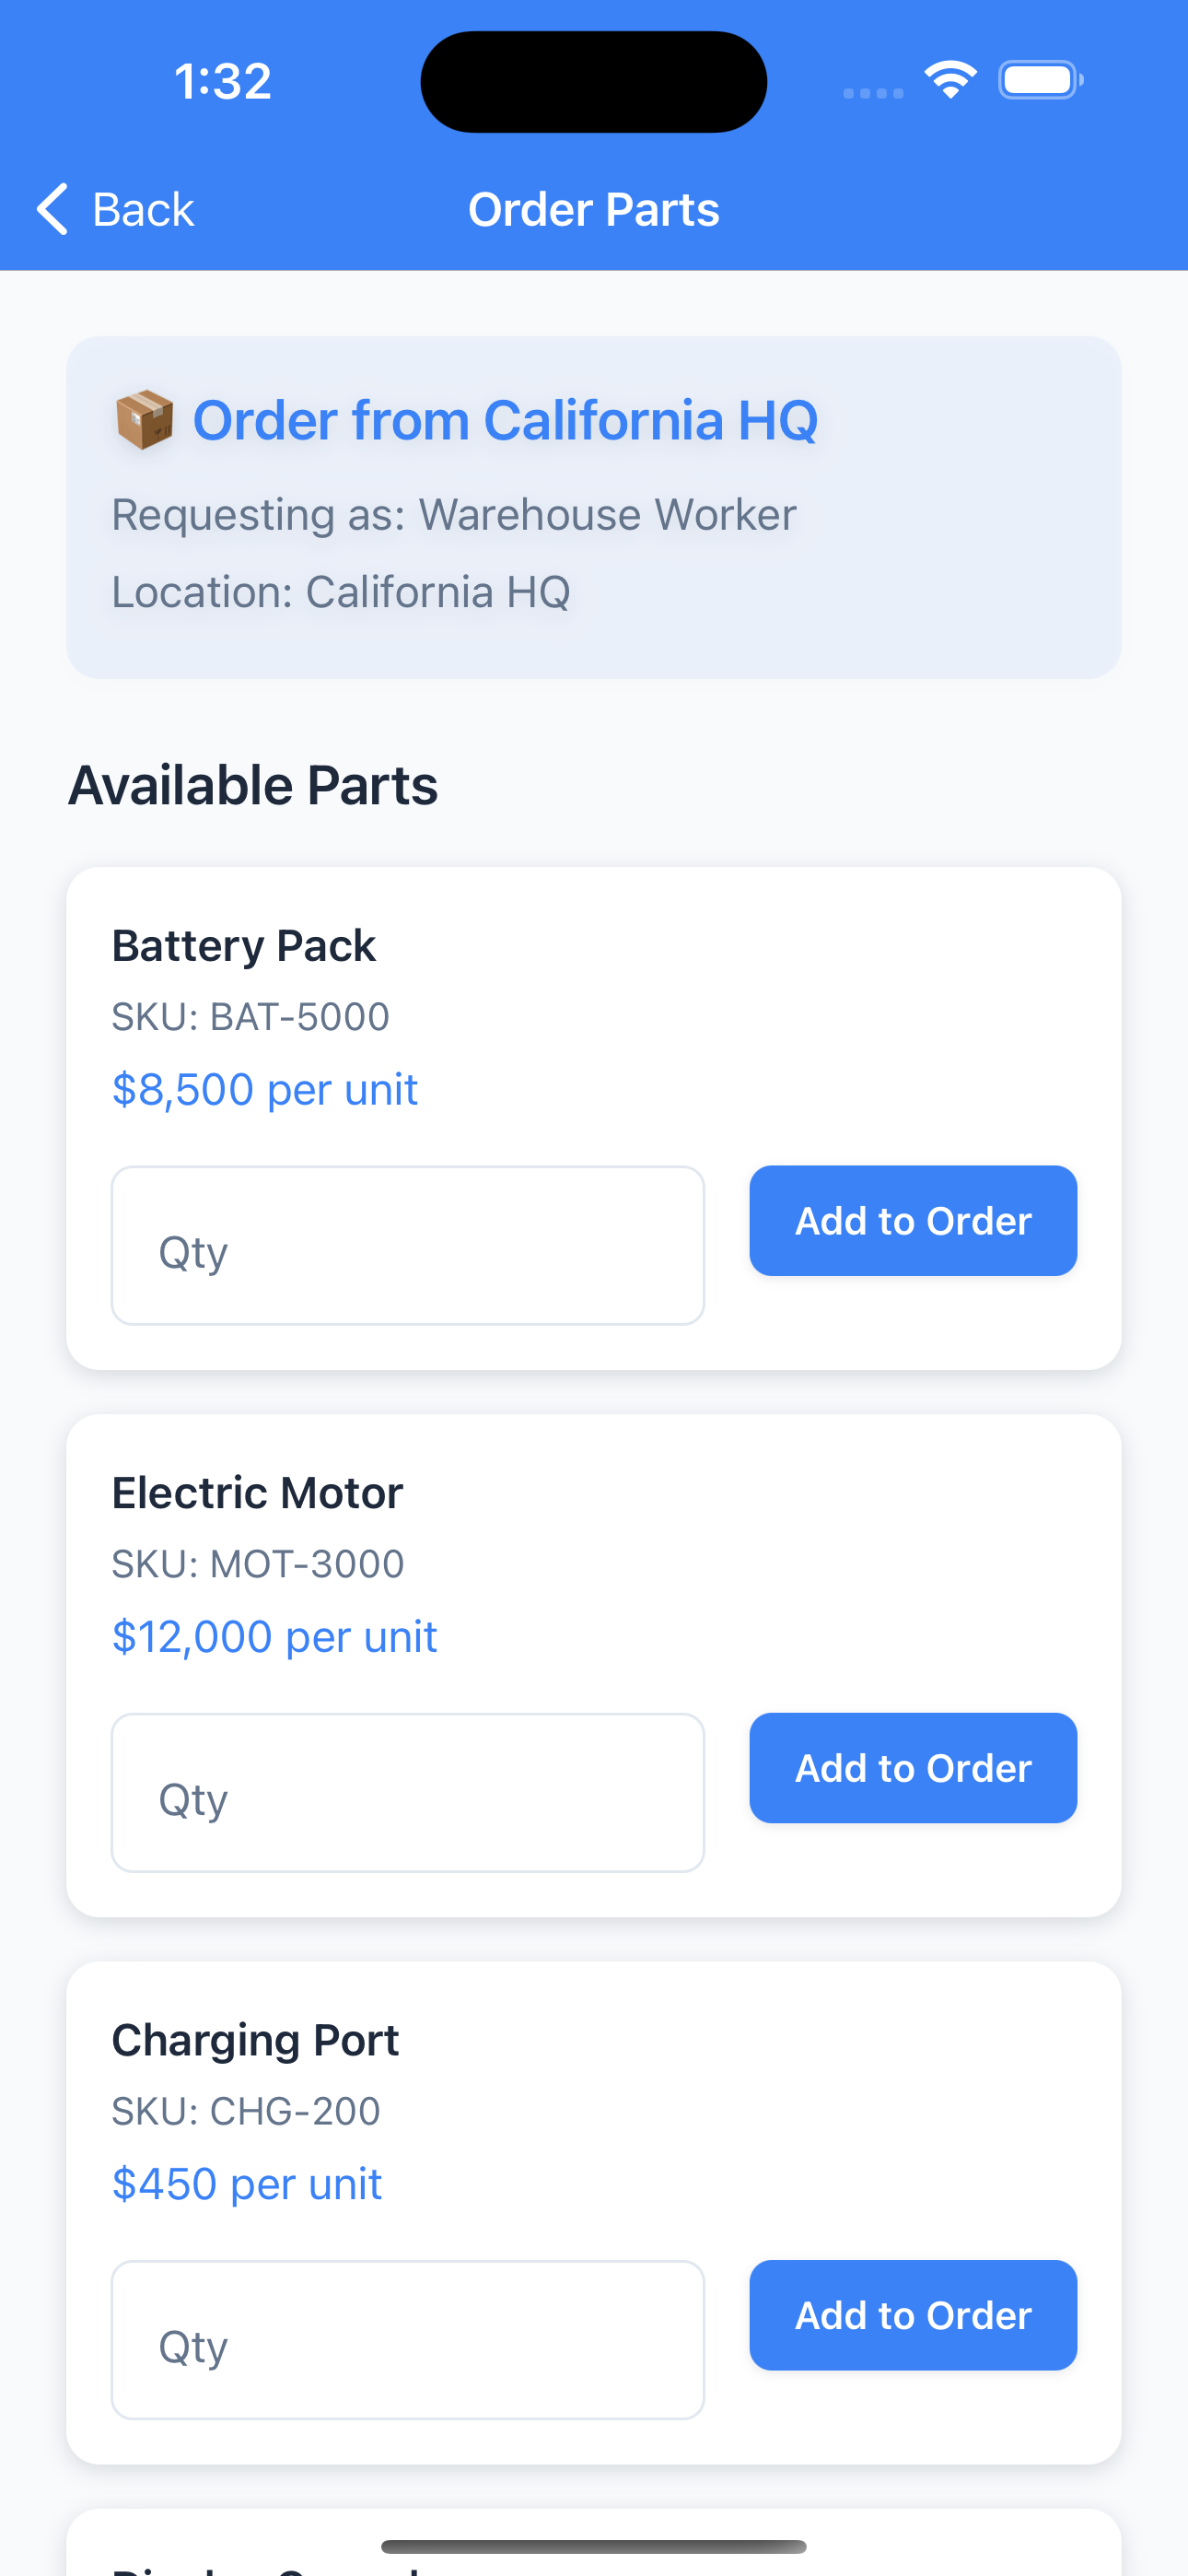 1:32
Back
Order Parts
📦 Order from California HQ
Requesting as: Warehouse Worker
Location: California HQ
Available Parts
Battery Pack
SKU: BAT-5000
$8,500 per unit
Qty
Add to Order
Electric Motor
SKU: MOT-3000
$12,000 per unit
Qty
Add to Order
Charging Port
SKU: CHG-200
$450 per unit
Qty
Add to Order